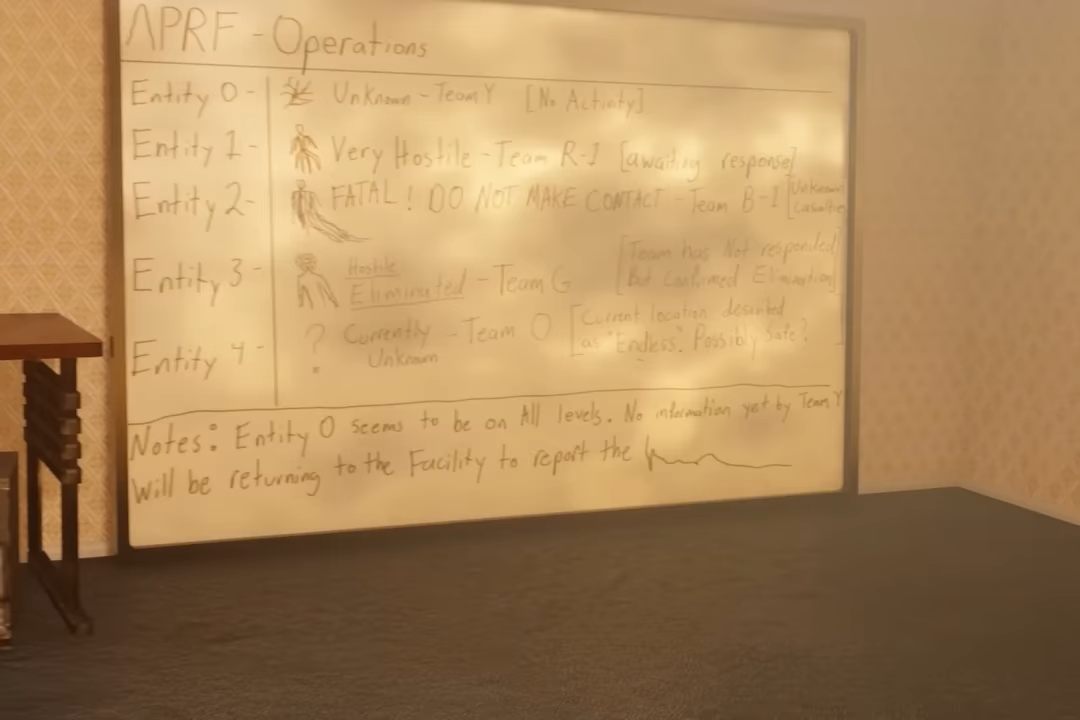 APRF - Operations
Entity 0 - Unknown - Team Y [No Activity]
Entity 1 - Very Hostile - Team R-1 [awaiting response]
Entity 2- FATAL! DO NOT MAKE CONTACT - Team B-1 [Unknown
Casualties
Entity 3 - Hostile [Team has Not responded
Eliminated - Team G But Confirmed Elimination]
Entity 4 - ? Currently - Team O [Current location described
Unknown as "Endless". Possibly Safe?]
Notes: Entity 0 seems to be on All levels. No information yet by Team Y
Will be returning to the Facility to report the